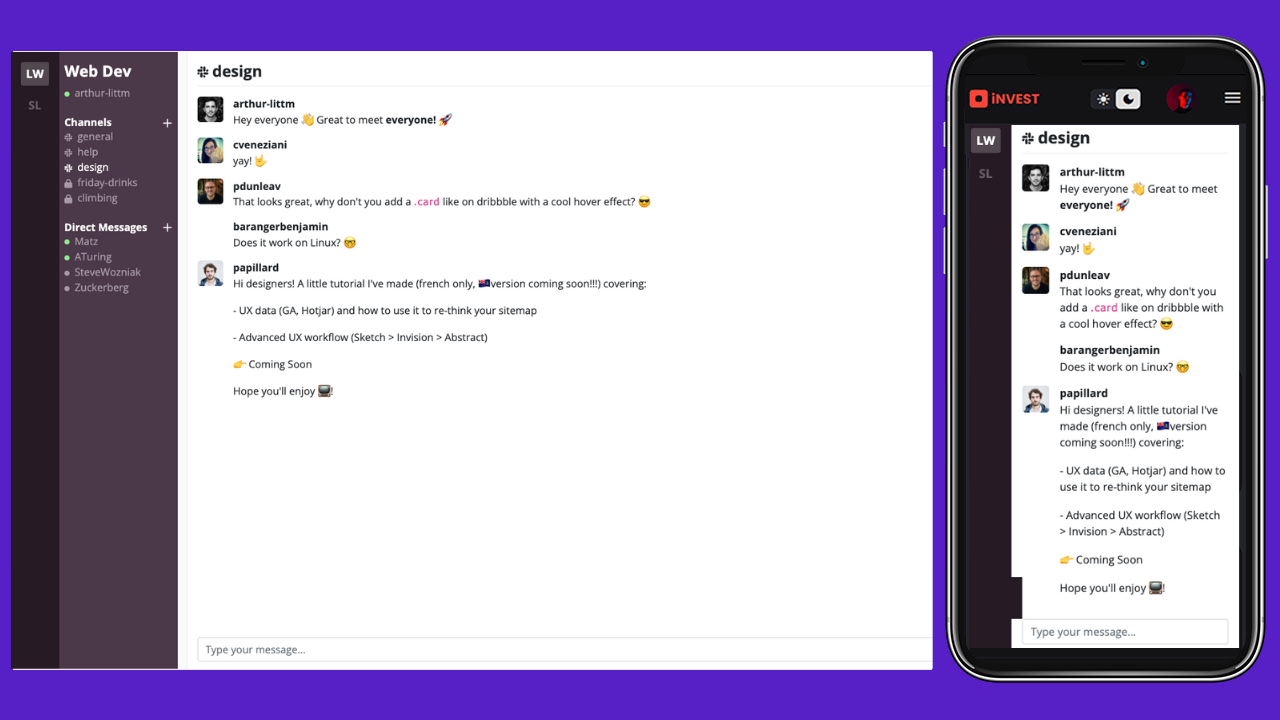 LW
SL
Web Dev
arthur-littm
Channels +
general
help
design
friday-drinks
climbing
Direct Messages +
Matz
ATuring
SteveWozniak
Zuckerberg
design
arthur-littm
Hey everyone 👋 Great to meet everyone! 🚀
cveneziani
yay! 🤟
pdunleav
That looks great, why don't you add a .card like on dribbble with a cool hover effect? 😎
barangerbenjamin
Does it work on Linux? 🤓
papillard
Hi designers! A little tutorial I've made (french only, 🇦🇺version coming soon!!!) covering:
- UX data (GA, Hotjar) and how to use it to re-think your sitemap
- Advanced UX workflow (Sketch > Invision > Abstract)
👉 Coming Soon
Hope you'll enjoy 📺!
Type your message...
iNVEST
LW
SL
design
arthur-littm
Hey everyone 👋 Great to meet
everyone! 🚀
cveneziani
yay! 🤟
pdunleav
That looks great, why don't you
add a .card like on dribbble with
a cool hover effect? 😎
barangerbenjamin
Does it work on Linux? 🤓
papillard
Hi designers! A little tutorial I've
made (french only, 🇦🇺version
coming soon!!!) covering:
- UX data (GA, Hotjar) and how to
use it to re-think your sitemap
- Advanced UX workflow (Sketch
> Invision > Abstract)
👉 Coming Soon
Hope you'll enjoy 📺!
Type your message...